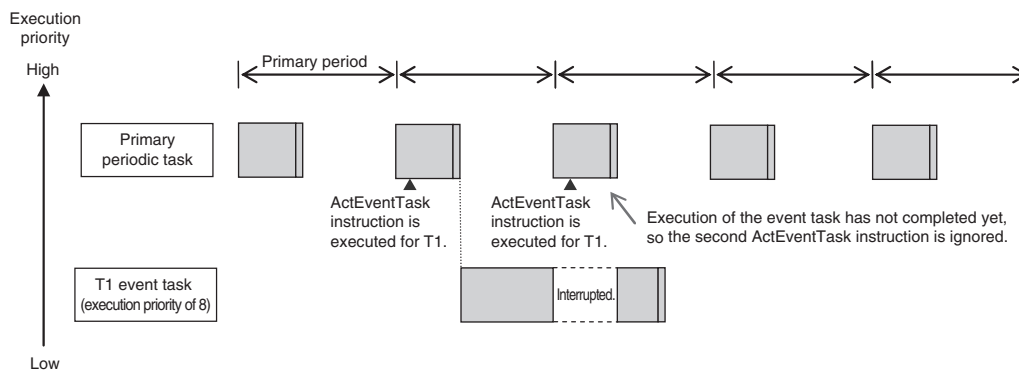 Execution
priority
High
Primary period
Primary
periodic task
ActEventTask
instruction is
executed for T1.
ActEventTask
instruction is
executed for T1.
Execution of the event task has not completed yet,
so the second ActEventTask instruction is ignored.
T1 event task
(execution priority of 8)
Interrupted.
Low